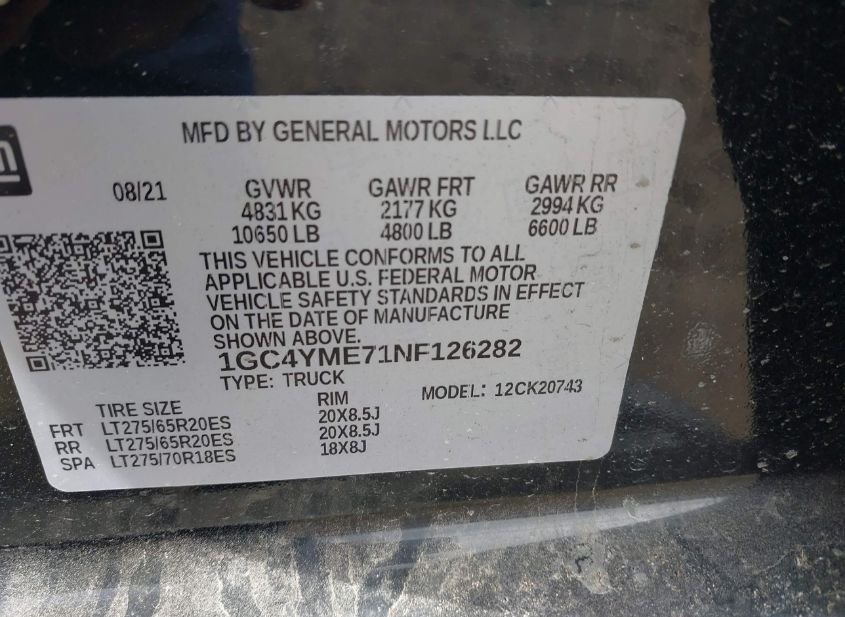 m
MFD BY GENERAL MOTORS LLC
08/21 GVWR GAWR FRT GAWR RR
4831 KG 2177 KG 2994 KG
10650 LB 4800 LB 6600 LB
THIS VEHICLE CONFORMS TO ALL
APPLICABLE U.S. FEDERAL MOTOR
VEHICLE SAFETY STANDARDS IN EFFECT
ON THE DATE OF MANUFACTURE
SHOWN ABOVE.
1GC4YME71NF126282
TYPE: TRUCK MODEL: 12CK20743
TIRE SIZE RIM
FRT LT275/65R20ES 20X8.5J
RR LT275/65R20ES 20X8.5J
SPA LT275/70R18ES 18X8J